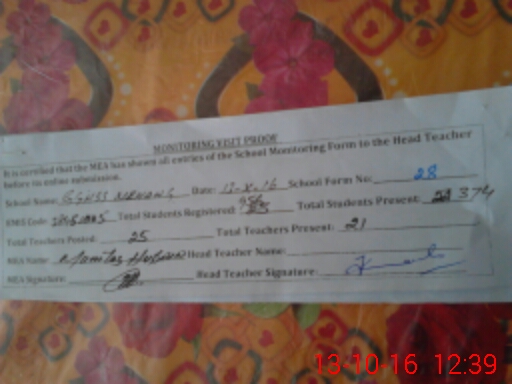 MONITORING VISIT PROOF
It is certified that the MEA has shown all entries of the School Monitoring Form to the Head Teacher
before its online submission.
School Name: Date: School Form No: 28
EMIS Code: Total Students Registered: Total Students Present: 374
Total Teachers Posted: 25 Total Teachers Present: 21
MEA Name: Head Teacher Name:
MEA Signature: Head Teacher Signature:
13-10-16 12:39